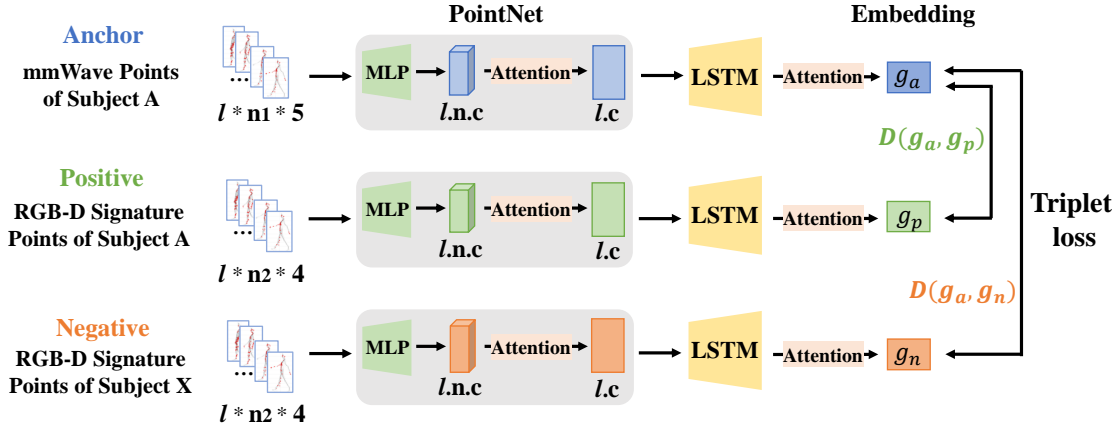 PointNet
Embedding
Anchor
mmWave Points
of Subject A
...
l * n1 * 5
MLP
l.n.c
Attention
l.c
LSTM
Attention
g_a
D(g_a, g_p)
Positive
RGB-D Signature
Points of Subject A
...
l * n2 * 4
MLP
l.n.c
Attention
l.c
LSTM
Attention
g_p
Triplet
loss
D(g_a, g_n)
Negative
RGB-D Signature
Points of Subject X
...
l * n2 * 4
MLP
l.n.c
Attention
l.c
LSTM
Attention
g_n